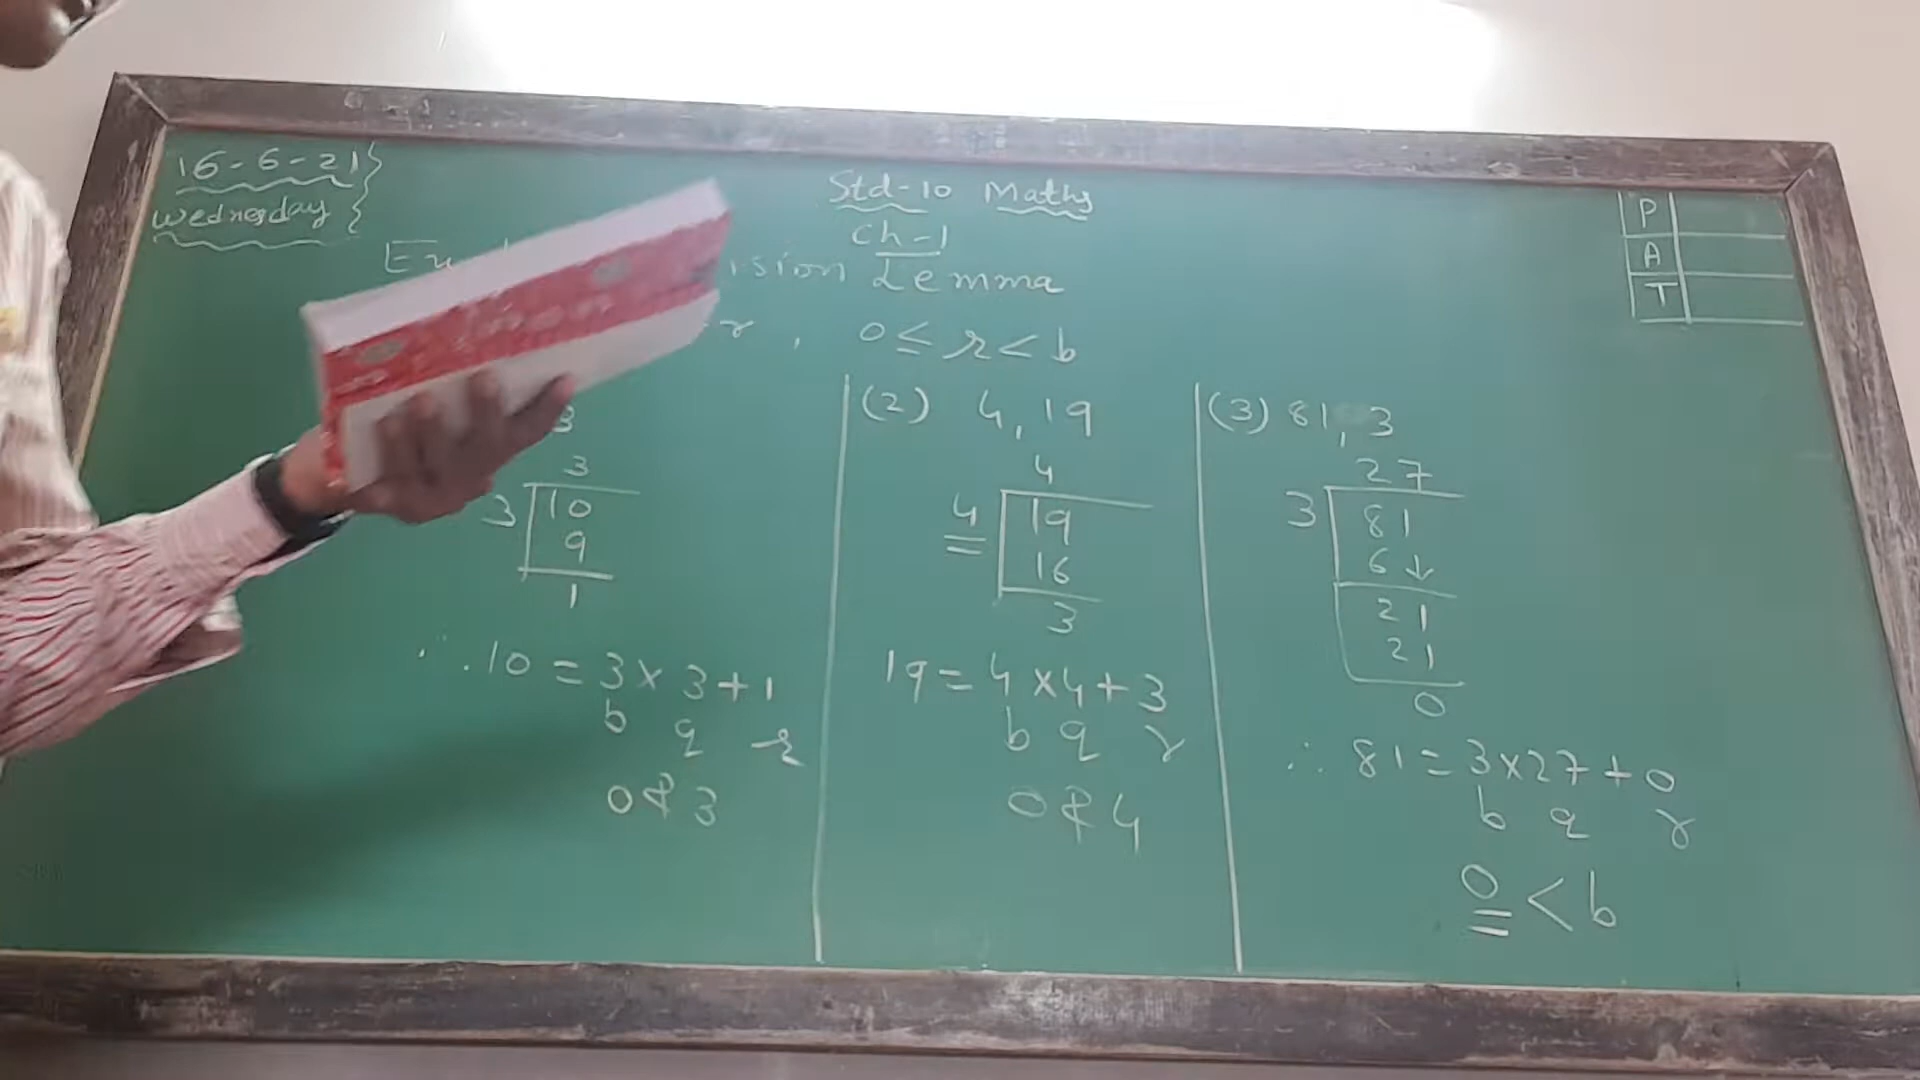 16-6-21
Wednesday
Std-10 Maths
Ch-1
Lemma
r , 0 ≤ r < b
3
3
3 10
9
1
∴ 10 = 3 × 3 + 1
b q r
0 & 3
(2) 4, 19
4
4 19
16
3
19 = 4 × 4 + 3
b q r
0 & 4
(3) 81, 3
27
3 81
6 ↓
21
21
0
∴ 81 = 3 × 27 + 0
b q r
0 < b
P
A
T